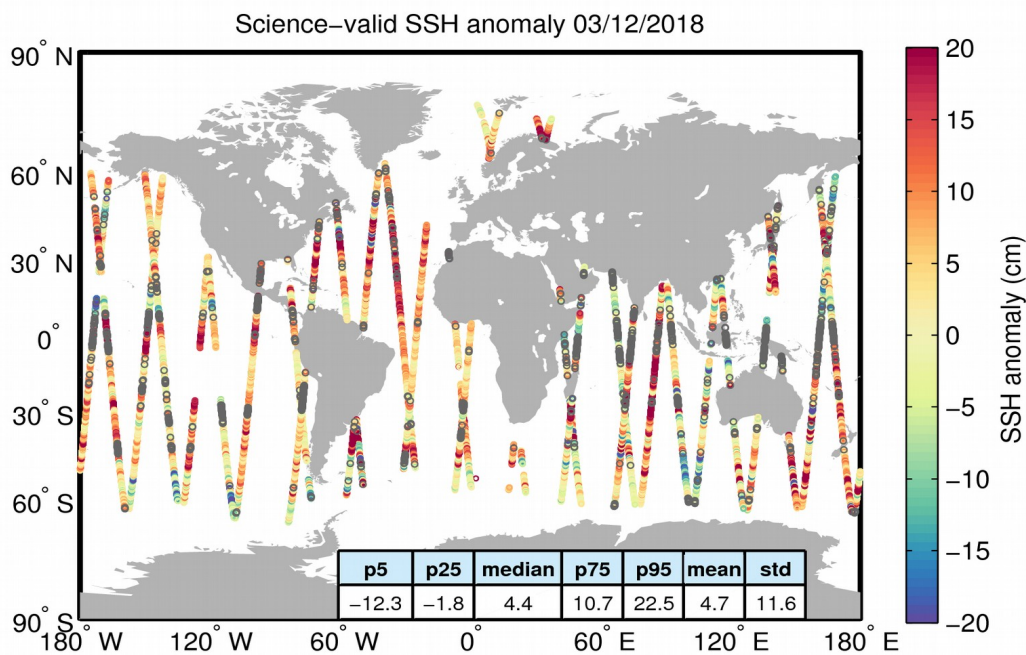 Science−valid SSH anomaly 03/12/2018
90° N
60° N
30° N
0°
30° S
60° S
90° S
180° W
120° W
60° W
0°
60° E
120° E
180° E
p5 p25 median p75 p95 mean std
−12.3 −1.8 4.4 10.7 22.5 4.7 11.6
20
15
10
5
0
−5
−10
−15
−20
SSH anomaly (cm)